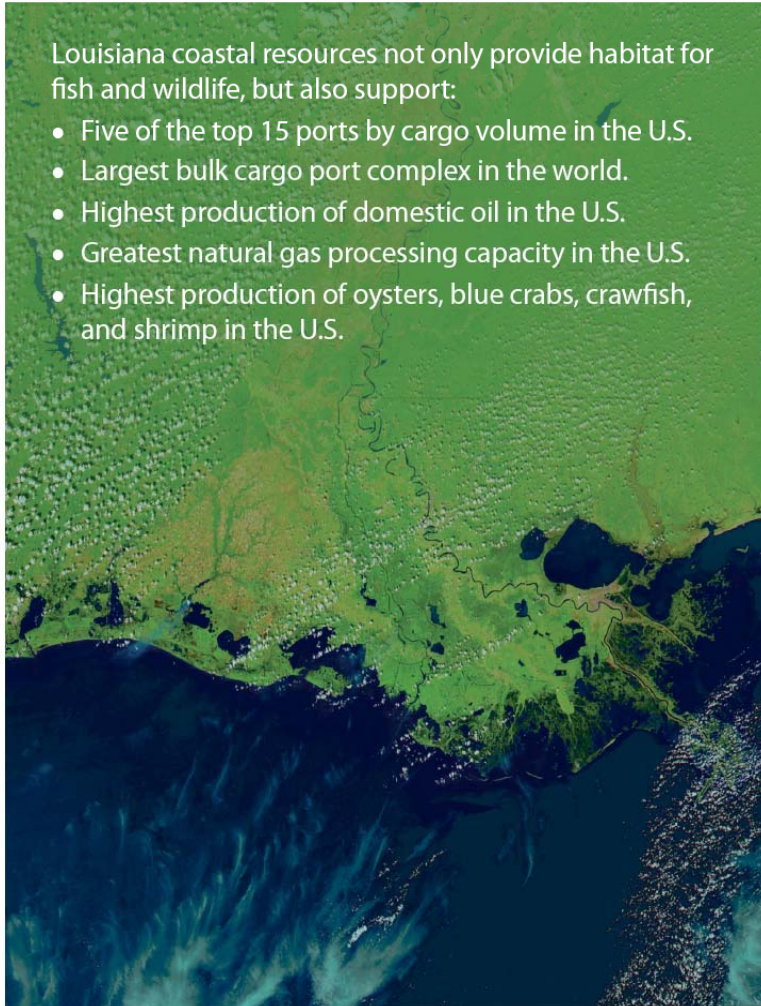 Louisiana coastal resources not only provide habitat for
fish and wildlife, but also support:
• Five of the top 15 ports by cargo volume in the U.S.
• Largest bulk cargo port complex in the world.
• Highest production of domestic oil in the U.S.
• Greatest natural gas processing capacity in the U.S.
• Highest production of oysters, blue crabs, crawfish,
and shrimp in the U.S.